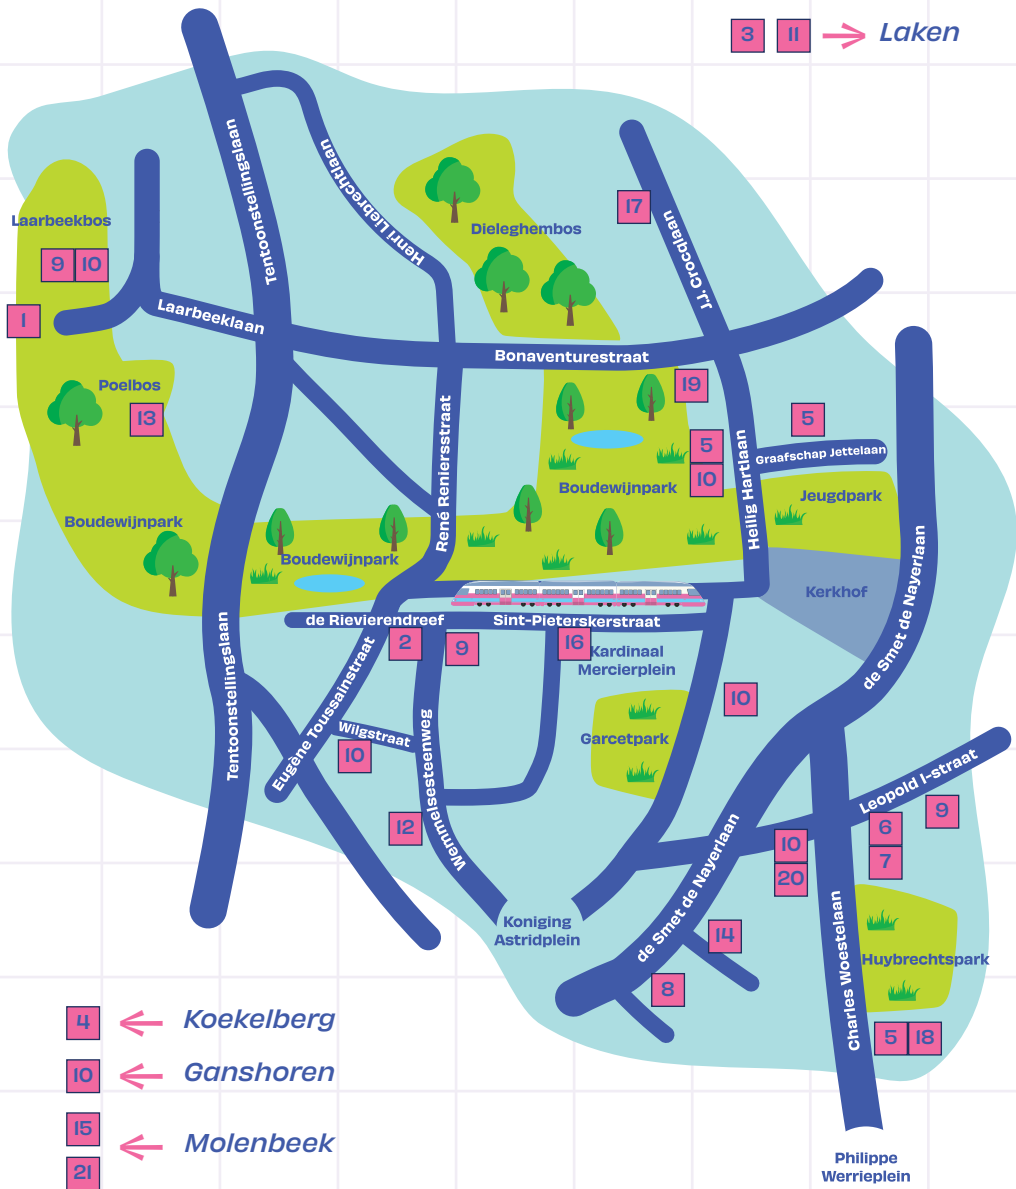 3
11
Laken
Tentoonstellingslaan
Henri Liebrechtlaan
17
J.J. Crocqlaan
Laarbeekbos
Dieleghembos
9
10
1
Laarbeeklaan
Bonaventurestraat
Poelbos
13
19
5
Graafschap Jettelaan
5
10
René Reniersstraat
Heilig Hartlaan
Boudewijnpark
Jeugdpark
Boudewijnpark
Boudewijnpark
Kerkhof
de Smet de Nayerlaan
de Rievierendreef
Sint-Pieterskerstraat
2
9
16
Kardinaal
Mercierplein
Tentoonstellingslaan
Eugène Toussainstraat
10
Wilgstraat
Garcetpark
10
Wemmelsesteenweg
Leopold I-straat
12
9
6
7
10
20
de Smet de Nayerlaan
Koniging
Astridplein
14
Charles Woestelaan
Huybrechtspark
8
5
18
4
Koekelberg
10
Ganshoren
15
21
Molenbeek
Philippe
Werrieplein